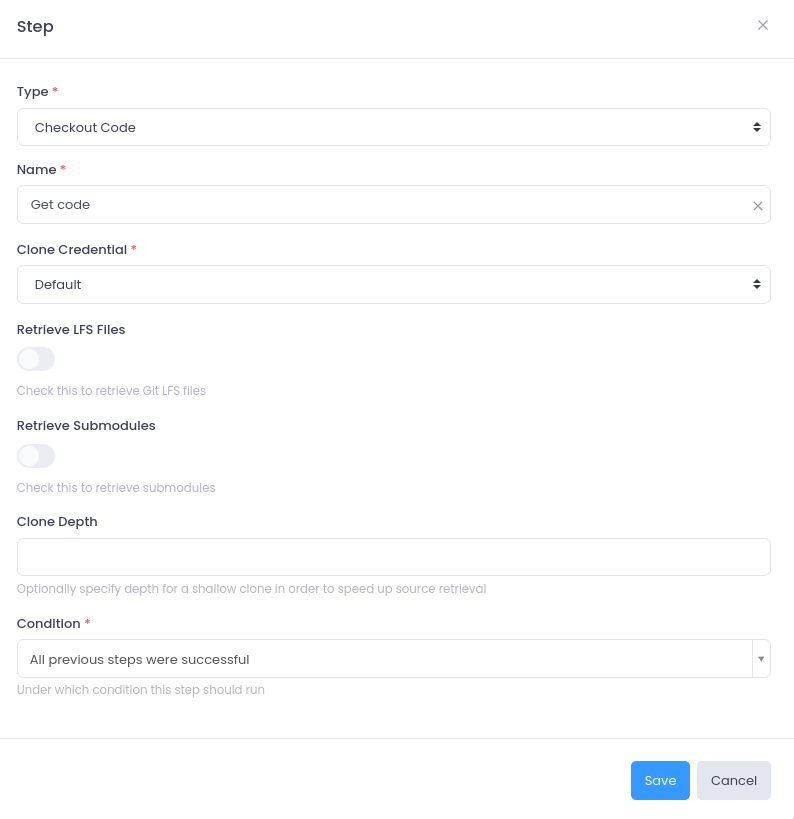 Step
Type *
Checkout Code
Name *
Get code
Clone Credential *
Default
Retrieve LFS Files
Check this to retrieve Git LFS files
Retrieve Submodules
Check this to retrieve submodules
Clone Depth
Optionally specify depth for a shallow clone in order to speed up source retrieval
Condition *
All previous steps were successful
Under which condition this step should run
Save Cancel